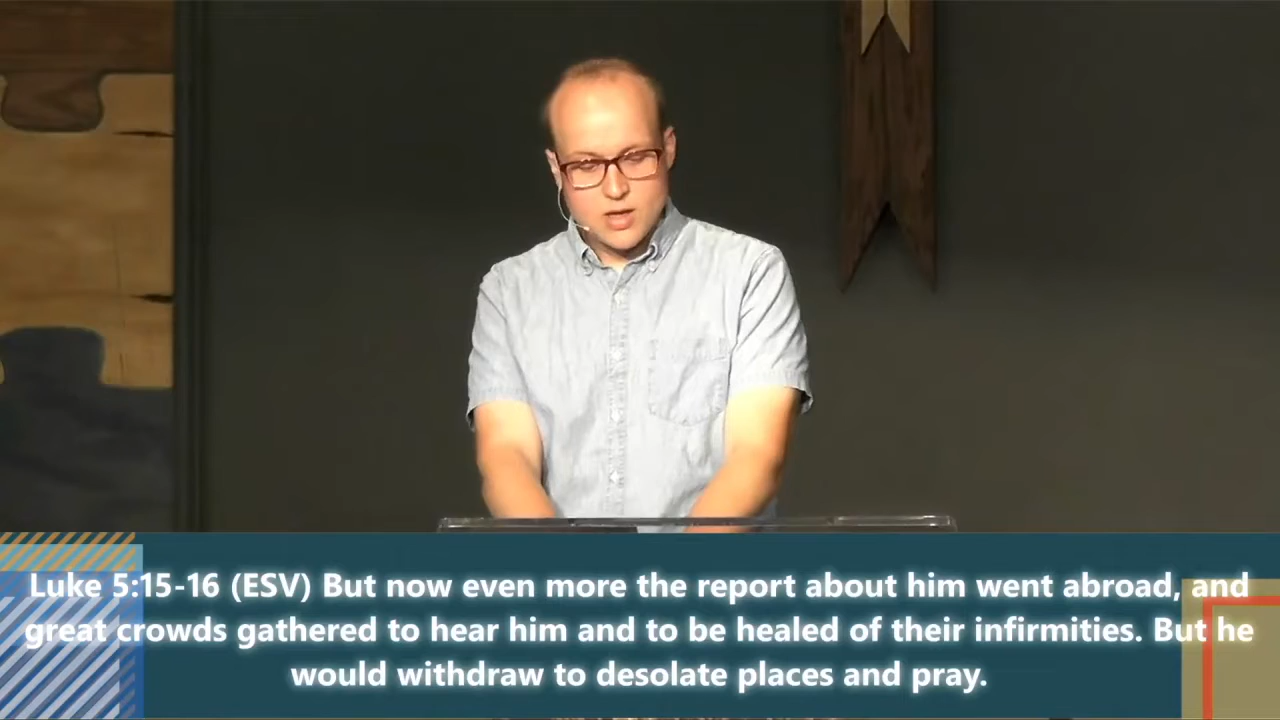 Luke 5:15-16 (ESV) But now even more the report about him went abroad, and
great crowds gathered to hear him and to be healed of their infirmities. But he
would withdraw to desolate places and pray.